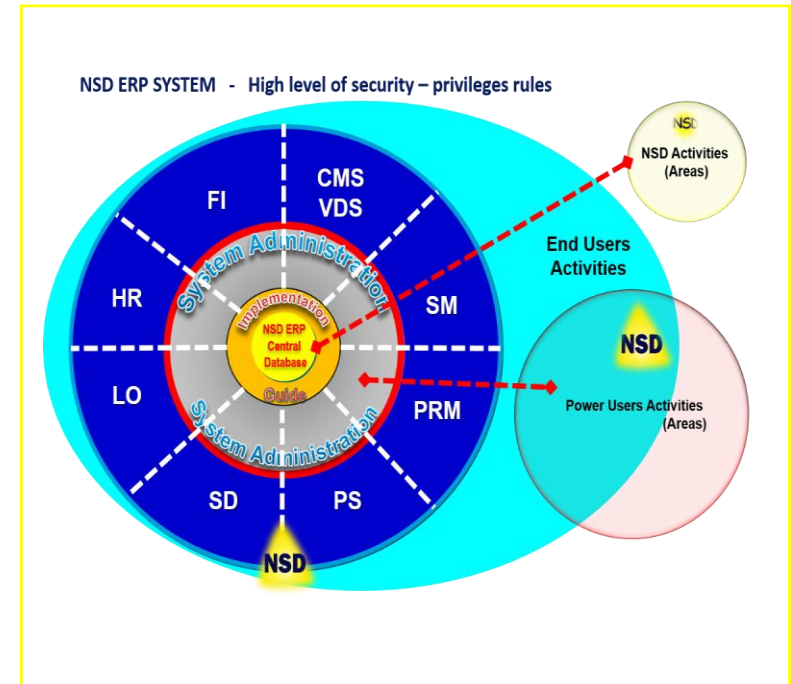 NSD ERP SYSTEM - High level of security – privileges rules
NSD
NSD Activities
(Areas)
CMS
VDS
FI
End Users
Activities
System Administration
HR
SM
Implementation
NSD ERP
Central
Database
Guide
NSD
LO
PRM
Power Users Activities
(Areas)
System Administration
SD
PS
NSD